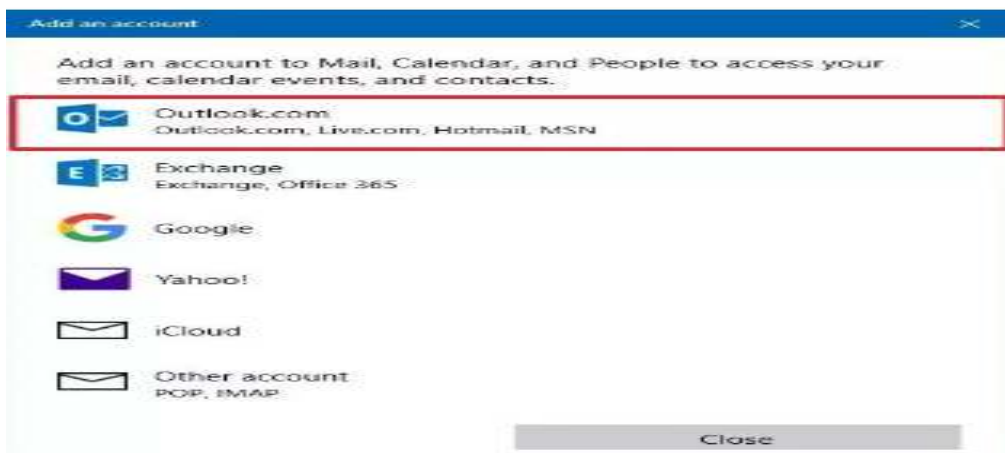 Add an account
Add an account to Mail, Calendar, and People to access your
email, calendar events, and contacts.
Outlook.com
Outlook.com, Live.com, Hotmail, MSN
Exchange
Exchange, Office 365
Google
Yahoo!
iCloud
Other account
POP, IMAP
Close